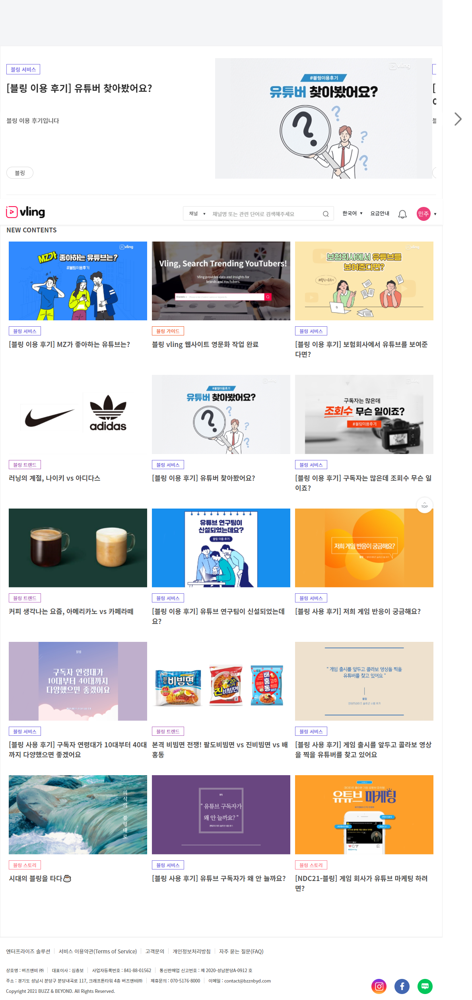 블링 서비스
[블링 이용 후기] 유튜버 찾아봤어요?
블링 이용 후기입니다
블링
vling
#블링이용후기
유튜버 찾아봤어요?
vling
채널
채널명 또는 관련 단어로 검색해주세요
한국어
요금안내
민주
NEW CONTENTS
vling
MZ가 좋아하는 유튜브는?
#블링이용후기
Vling, Search Trending YouTubers!
Vling provides data and insights for
brands and YouTubers.
Channels
vling
보험회사에서 유튜브를
보여준다면?
#블링이용후기
블링 서비스
[블링 이용 후기] MZ가 좋아하는 유튜브는?
블링 가이드
블링 vling 웹사이트 영문화 작업 완료
블링 서비스
[블링 이용 후기] 보험회사에서 유튜브를 보여준
다면?
adidas
vling
#블링이용후기
유튜버 찾아봤어요?
vling
구독자는 많은데
조회수 무슨 일이죠?
#블링이용후기
블링 트렌드
러닝의 계절, 나이키 vs 아디다스
블링 서비스
[블링 이용 후기] 유튜버 찾아봤어요?
블링 서비스
[블링 이용 후기] 구독자는 많은데 조회수 무슨 일
이죠?
TOP
유튜브 연구팀이
신설되었는데요?
블링 이용 후기
저희 게임 반응이 궁금해요?
블링 트렌드
커피 생각나는 요즘, 아메리카노 vs 카페라떼
블링 서비스
[블링 이용 후기] 유튜브 연구팀이 신설되었는데
요?
블링 서비스
[블링 사용 후기] 저희 게임 반응이 궁금해요?
블링
구독자 연령대가
10대부터 40대까지
다양했으면 좋겠어요
팔도 비빔면
진비빔면
배홍동
" 게임 출시를 앞두고 콜라보 영상을 찍을
유튜버를 찾고 있어요 "
블링
엔터프라이즈 솔루션 사용 후기
블링 서비스
[블링 사용 후기] 구독자 연령대가 10대부터 40대
까지 다양했으면 좋겠어요
블링 트렌드
본격 비빔면 전쟁! 팔도비빔면 vs 진비빔면 vs 배
홍동
블링 서비스
[블링 사용 후기] 게임 출시를 앞두고 콜라보 영상
을 찍을 유튜버를 찾고 있어요
의식의 블링대로
블링
" 유튜브 구독자가
왜 안 늘까요? "
엔터프라이즈 솔루션 사용 후기
유튜브 마케팅
#NDC21
블링 스토리
시대의 블링을 타다
블링 서비스
[블링 사용 후기] 유튜브 구독자가 왜 안 늘까요?
블링 스토리
[NDC21-블링] 게임 회사가 유튜브 마케팅 하려
면?
엔터프라이즈 솔루션
서비스 이용약관(Terms of Service)
고객문의
개인정보처리방침
자주 묻는 질문(FAQ)
상호명 : 버즈앤비 ㈜
대표이사 : 심충보
사업자등록번호 : 841-88-01562
통신판매업 신고번호 : 제 2020-성남분당A-0912 호
주소 : 경기도 성남시 분당구 분당내곡로 117, 크래프톤타워 4층 버즈앤비㈜
제휴문의 : 070-5176-8000
이메일 : contact@bzznbyd.com
Copyright 2021 BUZZ & BEYOND. All Rights Reserved.
blog